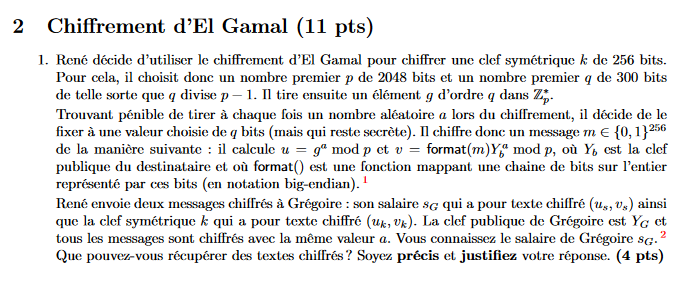 2 Chiffrement d'El Gamal (11 pts)
1. René décide d'utiliser le chiffrement d'El Gamal pour chiffrer une clef symétrique k de 256 bits.
Pour cela, il choisit donc un nombre premier p de 2048 bits et un nombre premier q de 300 bits
de telle sorte que q divise p − 1. Il tire ensuite un élément g d'ordre q dans ℤ*ₚ.
Trouvant pénible de tirer à chaque fois un nombre aléatoire a lors du chiffrement, il décide de le
fixer à une valeur choisie de q bits (mais qui reste secrète). Il chiffre donc un message m ∈ {0, 1}²⁵⁶
de la manière suivante : il calcule u = gᵃ mod p et v = format(m)Y_b^a mod p, où Y_b est la clef
publique du destinataire et où format() est une fonction mappant une chaine de bits sur l'entier
représenté par ces bits (en notation big-endian). ¹
René envoie deux messages chiffrés à Grégoire : son salaire s_G qui a pour texte chiffré (u_s, v_s) ainsi
que la clef symétrique k qui a pour texte chiffré (u_k, v_k). La clef publique de Grégoire est Y_G et
tous les messages sont chiffrés avec la même valeur a. Vous connaissez le salaire de Grégoire s_G. ²
Que pouvez-vous récupérer des textes chiffrés ? Soyez précis et justifiez votre réponse. (4 pts)